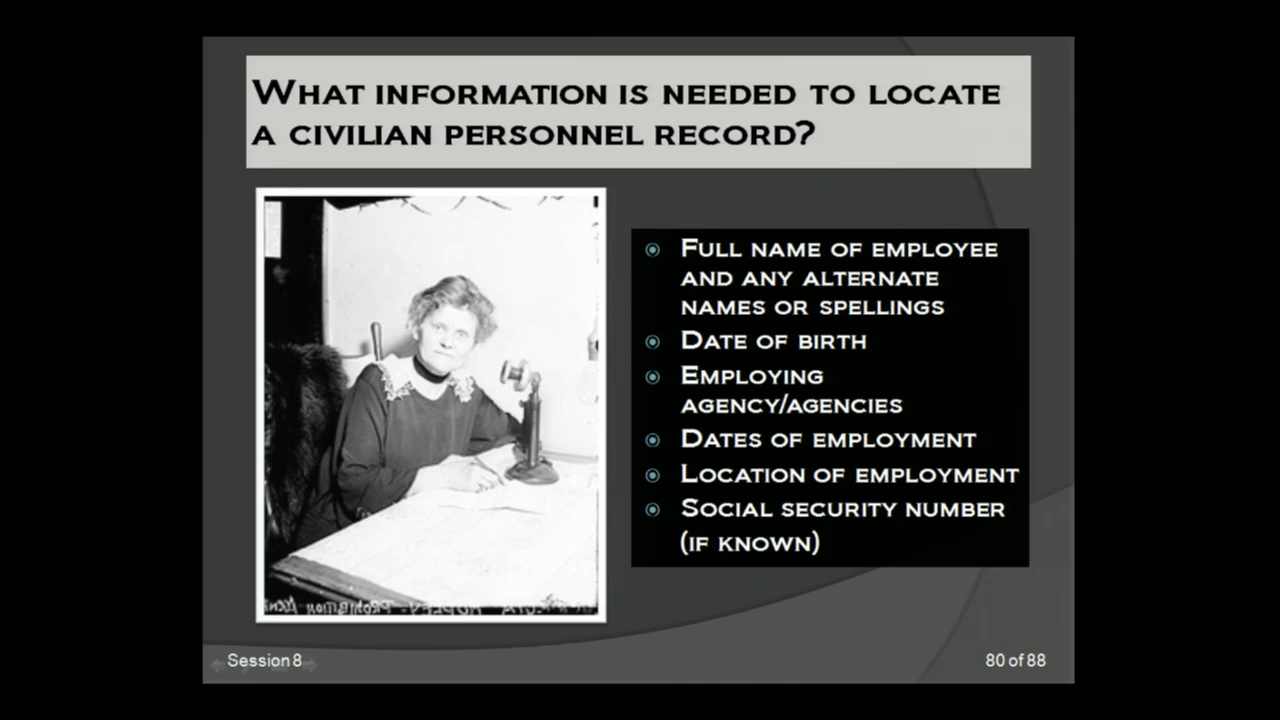 What information is needed to locate
a civilian personnel record?
Full name of employee
and any alternate
names or spellings
Date of birth
Employing
agency/agencies
Dates of employment
Location of employment
Social security number
(if known)
Session 8
80 of 88